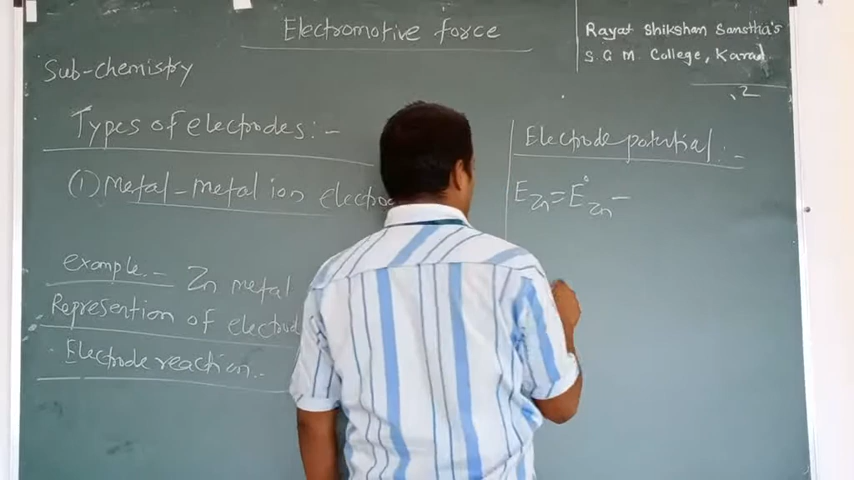 Electromotive force
Rayat Shikshan Sanstha's
S G M College, Karad
Sub-Chemistry
Types of electrodes:-
(1) Metal-metal ion
example:- Zn metal
Represention of
Electrode reaction:-
Electrode potential:-
E Zn = E° Zn -